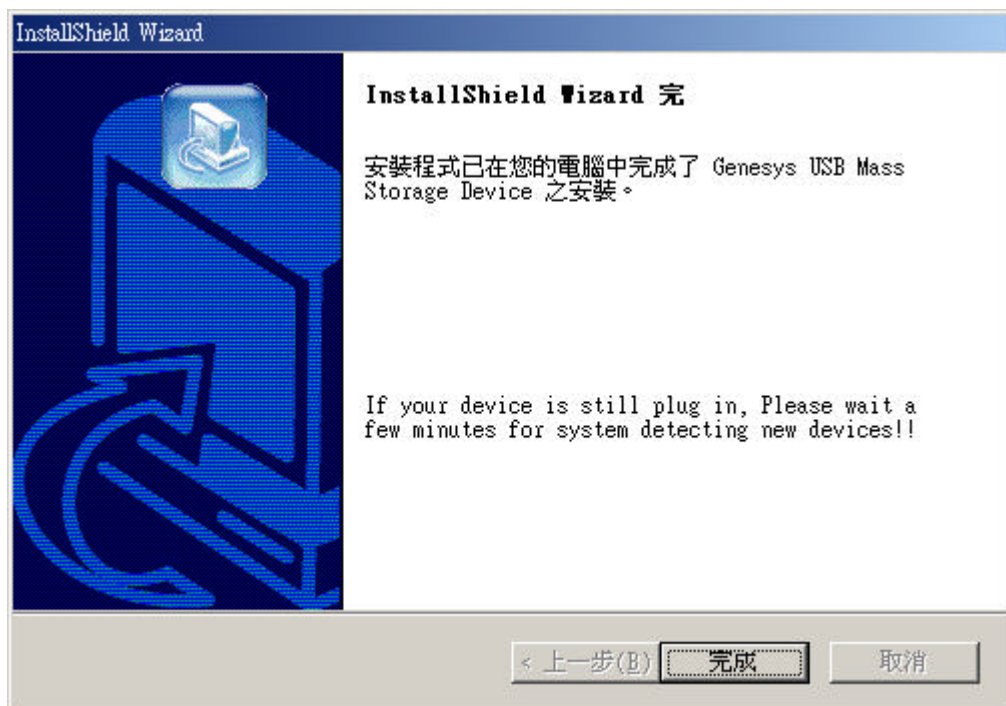 InstallShield Wizard
InstallShield Wizard 完
安裝程式已在您的電腦中完成了 Genesys USB Mass
Storage Device 之安裝。
If your device is still plug in, Please wait a
few minutes for system detecting new devices!!
< 上一步(B) 完成 取消